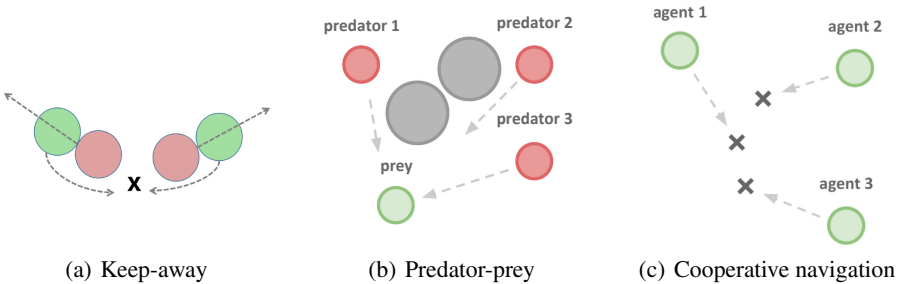 X
(a) Keep-away
predator 1
predator 2
predator 3
prey
(b) Predator-prey
agent 1
agent 2
agent 3
(c) Cooperative navigation